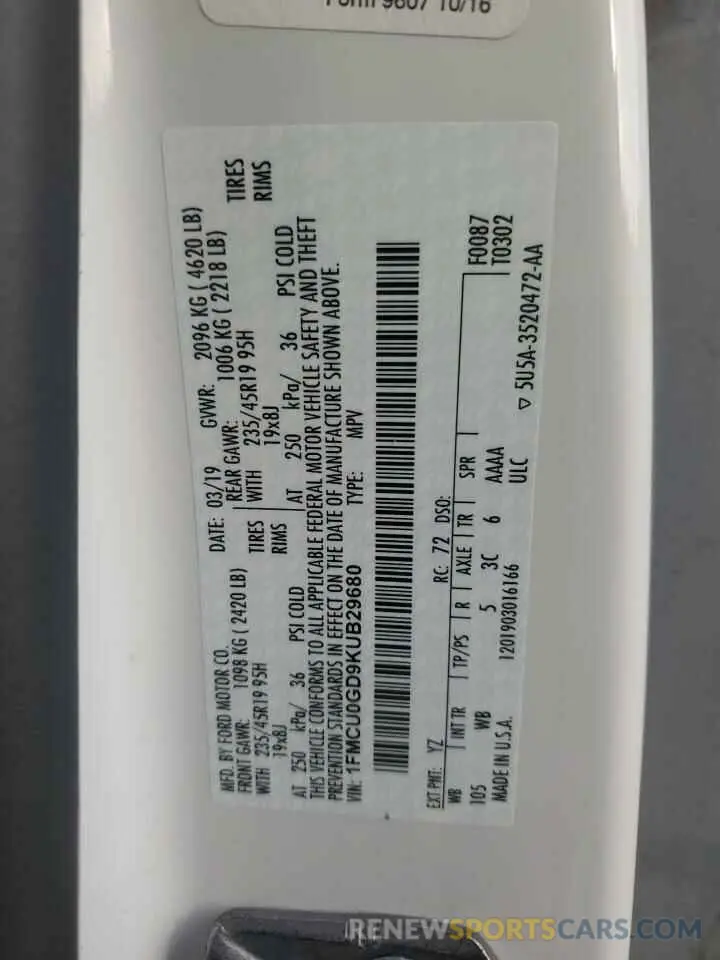 Form 9607 10/16
MFD. BY FORD MOTOR CO.
DATE: 03/19 GVWR: 2096 KG ( 4620 LB)
FRONT GAWR: 1098 KG ( 2420 LB) REAR GAWR: 1006 KG ( 2218 LB)
WITH 235/45R19 95H TIRES WITH 235/45R19 95H TIRES
19x8J RIMS 19x8J RIMS
AT 250 kPa/ 36 PSI COLD AT 250 kPa/ 36 PSI COLD
THIS VEHICLE CONFORMS TO ALL APPLICABLE FEDERAL MOTOR VEHICLE SAFETY AND THEFT
PREVENTION STANDARDS IN EFFECT ON THE DATE OF MANUFACTURE SHOWN ABOVE.
VIN: 1FMCU0GD9KUB29680 TYPE: MPV
EXT PNT: YZ RC: 72 DSO: F0087
WB INT TR TP/PS R AXLE TR SPR T0302
105 WB 5 3C 6 AAAA
MADE IN U.S.A. 1201903016166 ULC ▽ 5U5A-3520472-AA
RENEWSPORTSCARS.COM